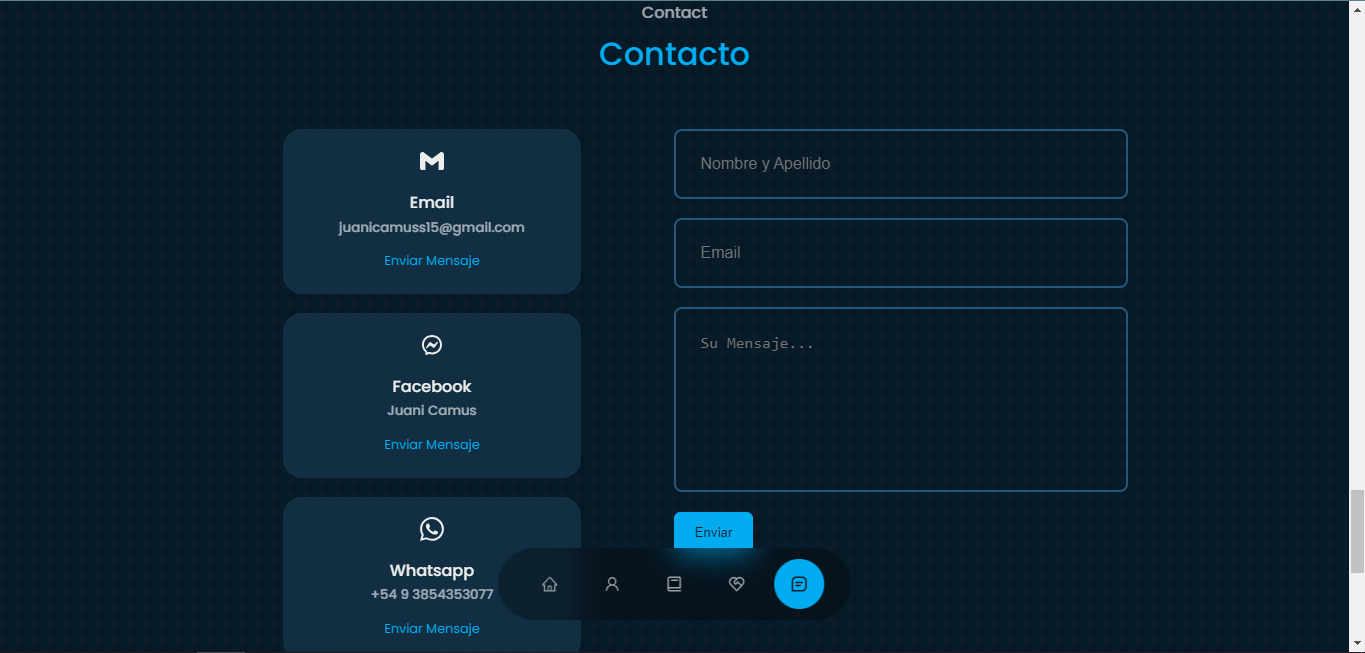 Contact
Contacto
Email
juanicamuss15@gmail.com
Enviar Mensaje
Facebook
Juani Camus
Enviar Mensaje
Whatsapp
+54 9 3854353077
Enviar Mensaje
Nombre y Apellido
Email
Su Mensaje...
Enviar